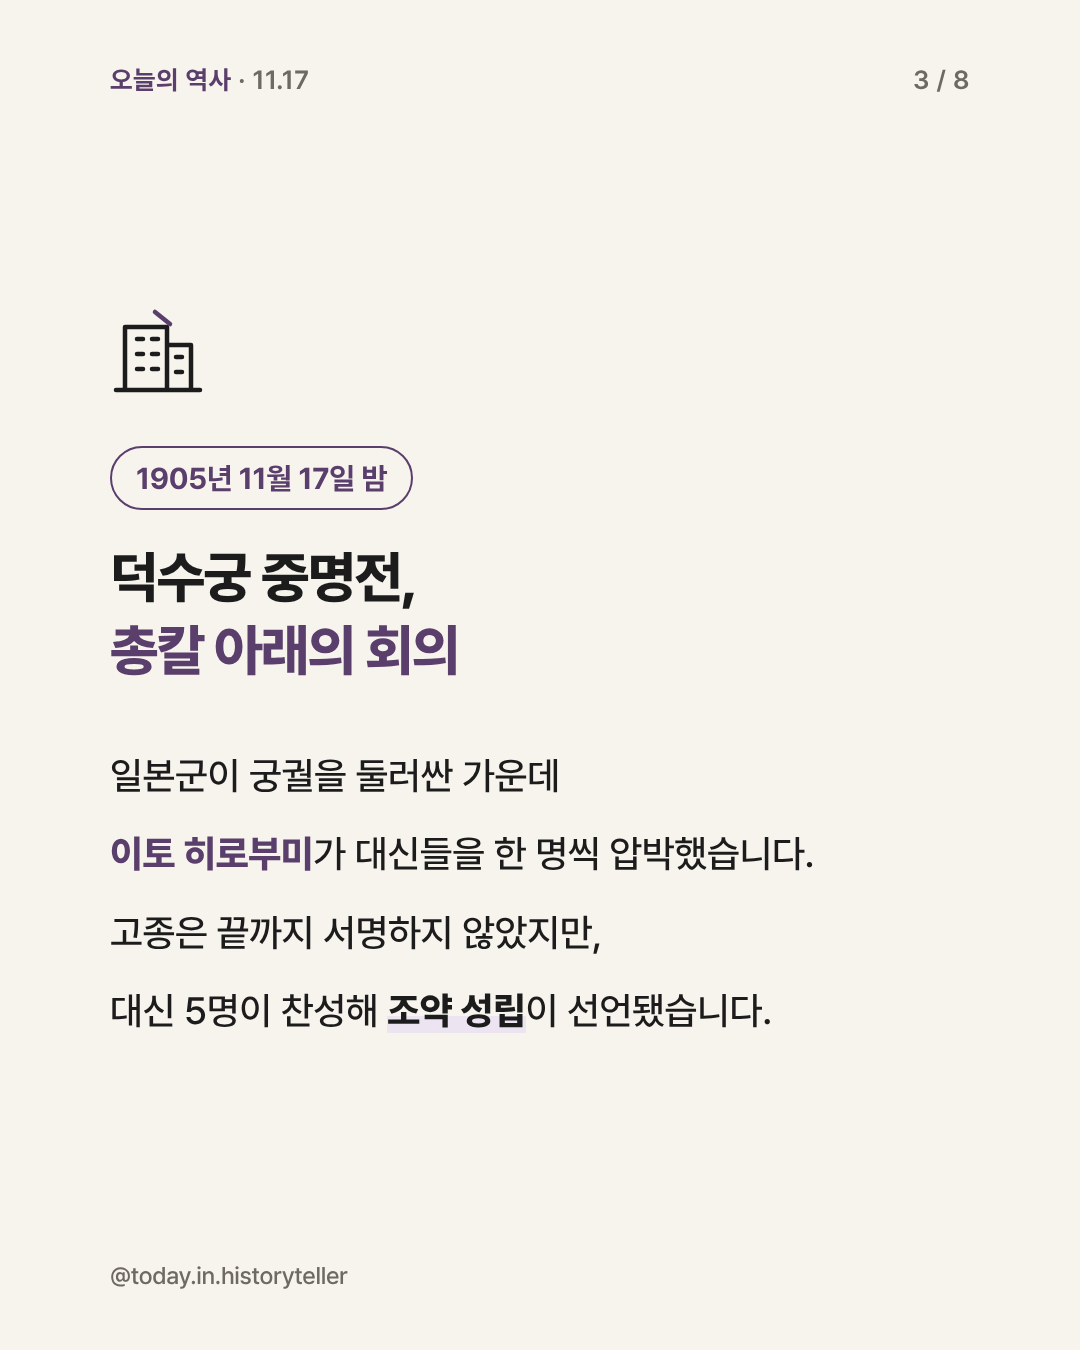 오늘의 역사 · 11.17
3 / 8
1905년 11월 17일 밤
덕수궁 중명전,
총칼 아래의 회의
일본군이 궁궐을 둘러싼 가운데
이토 히로부미가 대신들을 한 명씩 압박했습니다.
고종은 끝까지 서명하지 않았지만,
대신 5명이 찬성해 조약 성립이 선언됐습니다.
@today.in.historyteller